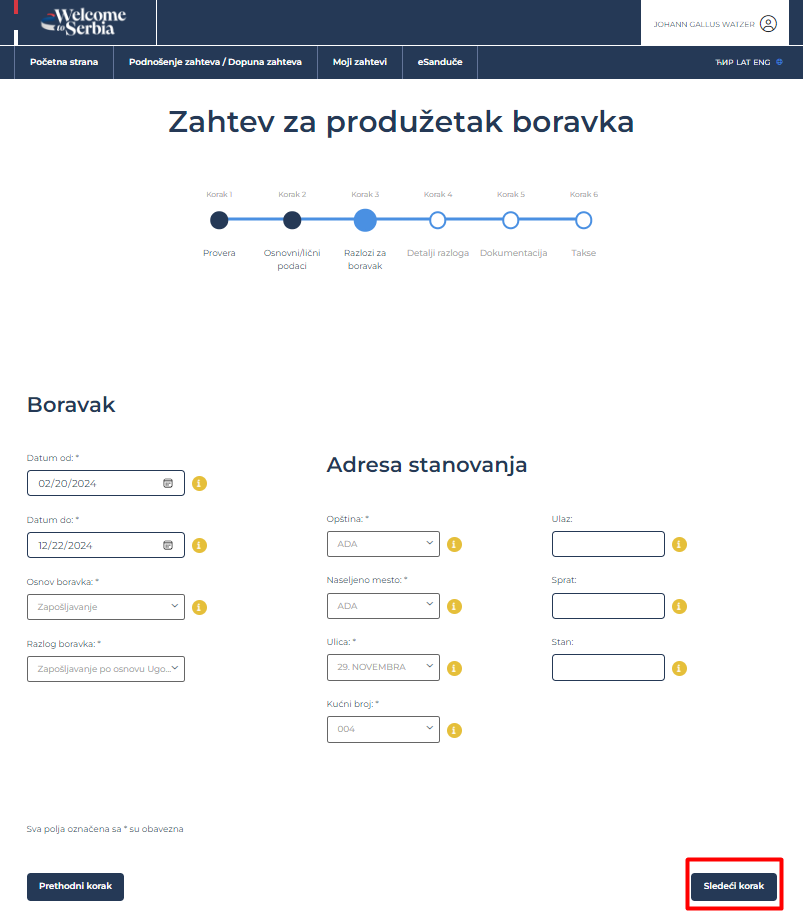 Welcome
to Serbia
JOHANN GALLUS WATZER
Početna strana
Podnošenje zahteva / Dopuna zahteva
Moji zahtevi
eSanduče
ЋИР LAT ENG
Zahtev za produžetak boravka
Korak 1
Korak 2
Korak 3
Korak 4
Korak 5
Korak 6
Provera
Osnovni/lični
podaci
Razlozi za
boravak
Detalji razloga
Dokumentacija
Takse
Boravak
Datum od: *
02/20/2024
Datum do: *
12/22/2024
Osnov boravka: *
Zapošljavanje
Razlog boravka: *
Zapošljavanje po osnovu Ugo...
Adresa stanovanja
Opština: *
ADA
Naseljeno mesto: *
ADA
Ulica: *
29. NOVEMBRA
Kućni broj: *
004
Ulaz:
Sprat:
Stan:
Sva polja označena sa * su obavezna
Prethodni korak
Sledeći korak